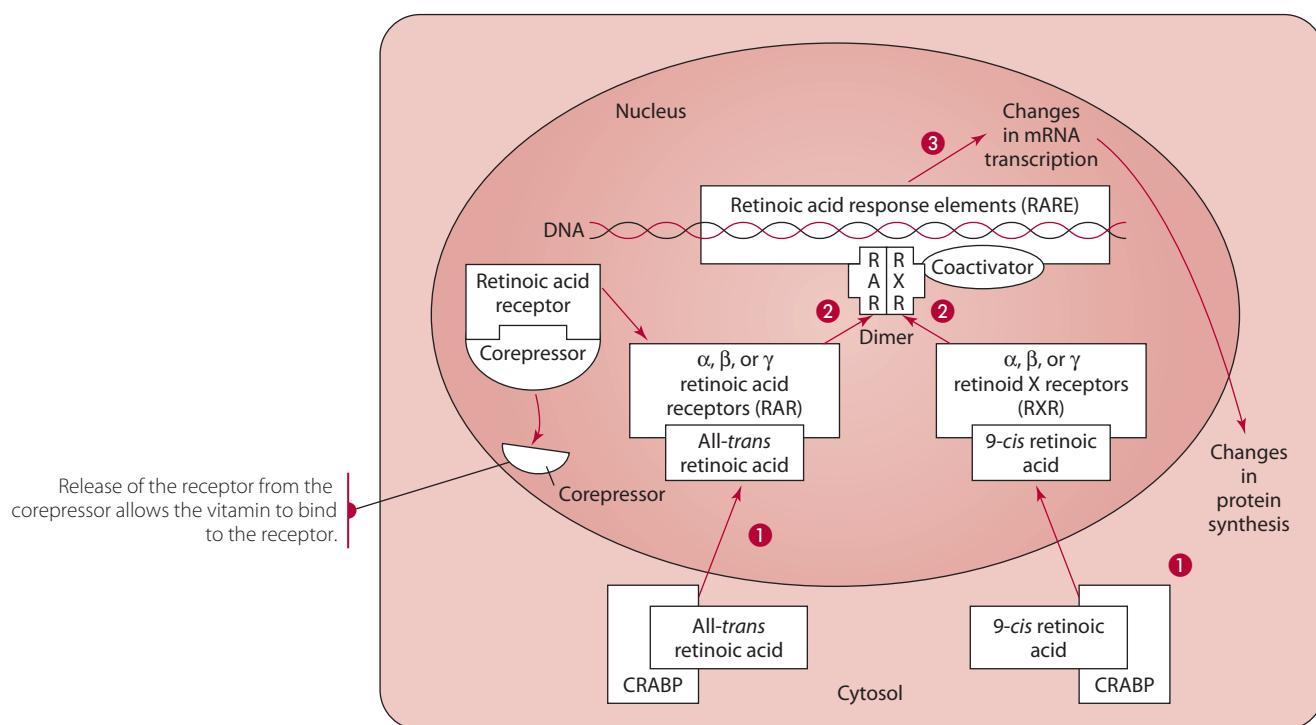 Nucleus
Changes
in mRNA
transcription
3
Retinoic acid response elements (RARE)
DNA
R R
A X
R R
Coactivator
Retinoic acid
receptor
Corepressor
2
2
Dimer
α, β, or γ
retinoic acid
receptors (RAR)
All-trans
retinoic acid
α, β, or γ
retinoid X receptors
(RXR)
9-cis retinoic
acid
Changes
in
protein
synthesis
Corepressor
Release of the receptor from the
corepressor allows the vitamin to bind
to the receptor.
1
1
All-trans
retinoic acid
CRABP
9-cis retinoic
acid
CRABP
Cytosol